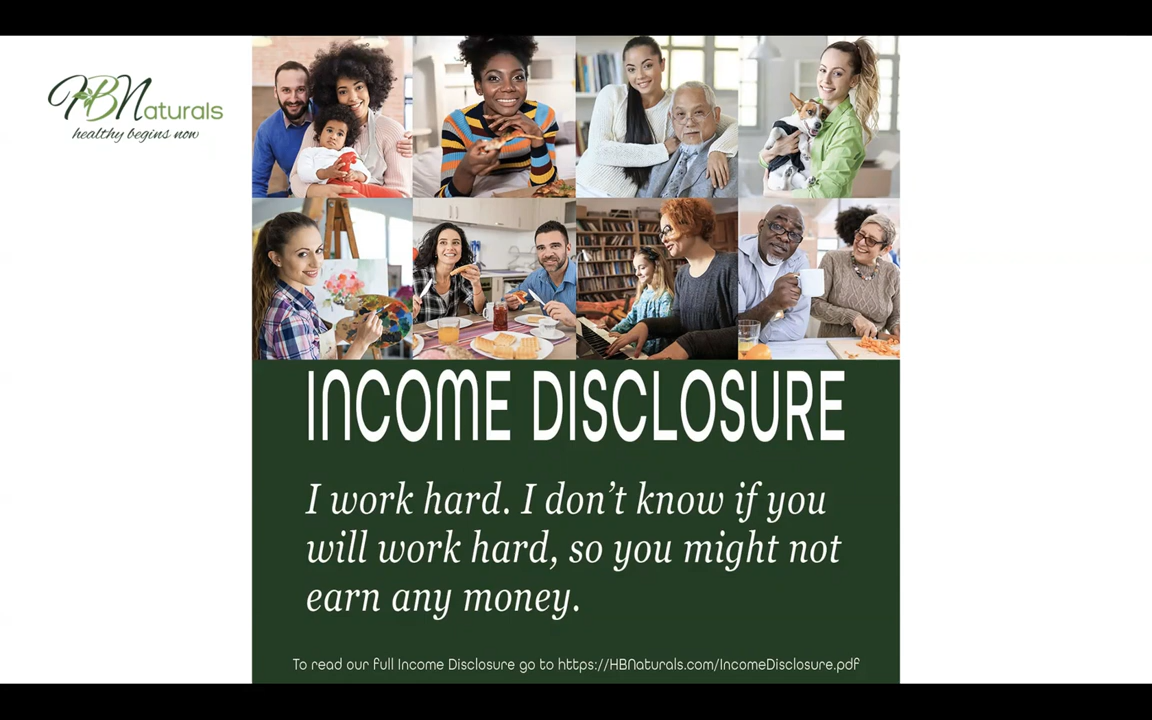 HBNaturals
healthy begins now
INCOME DISCLOSURE
I work hard. I don't know if you
will work hard, so you might not
earn any money.
To read our full Income Disclosure go to https://HBNaturals.com/IncomeDisclosure.pdf